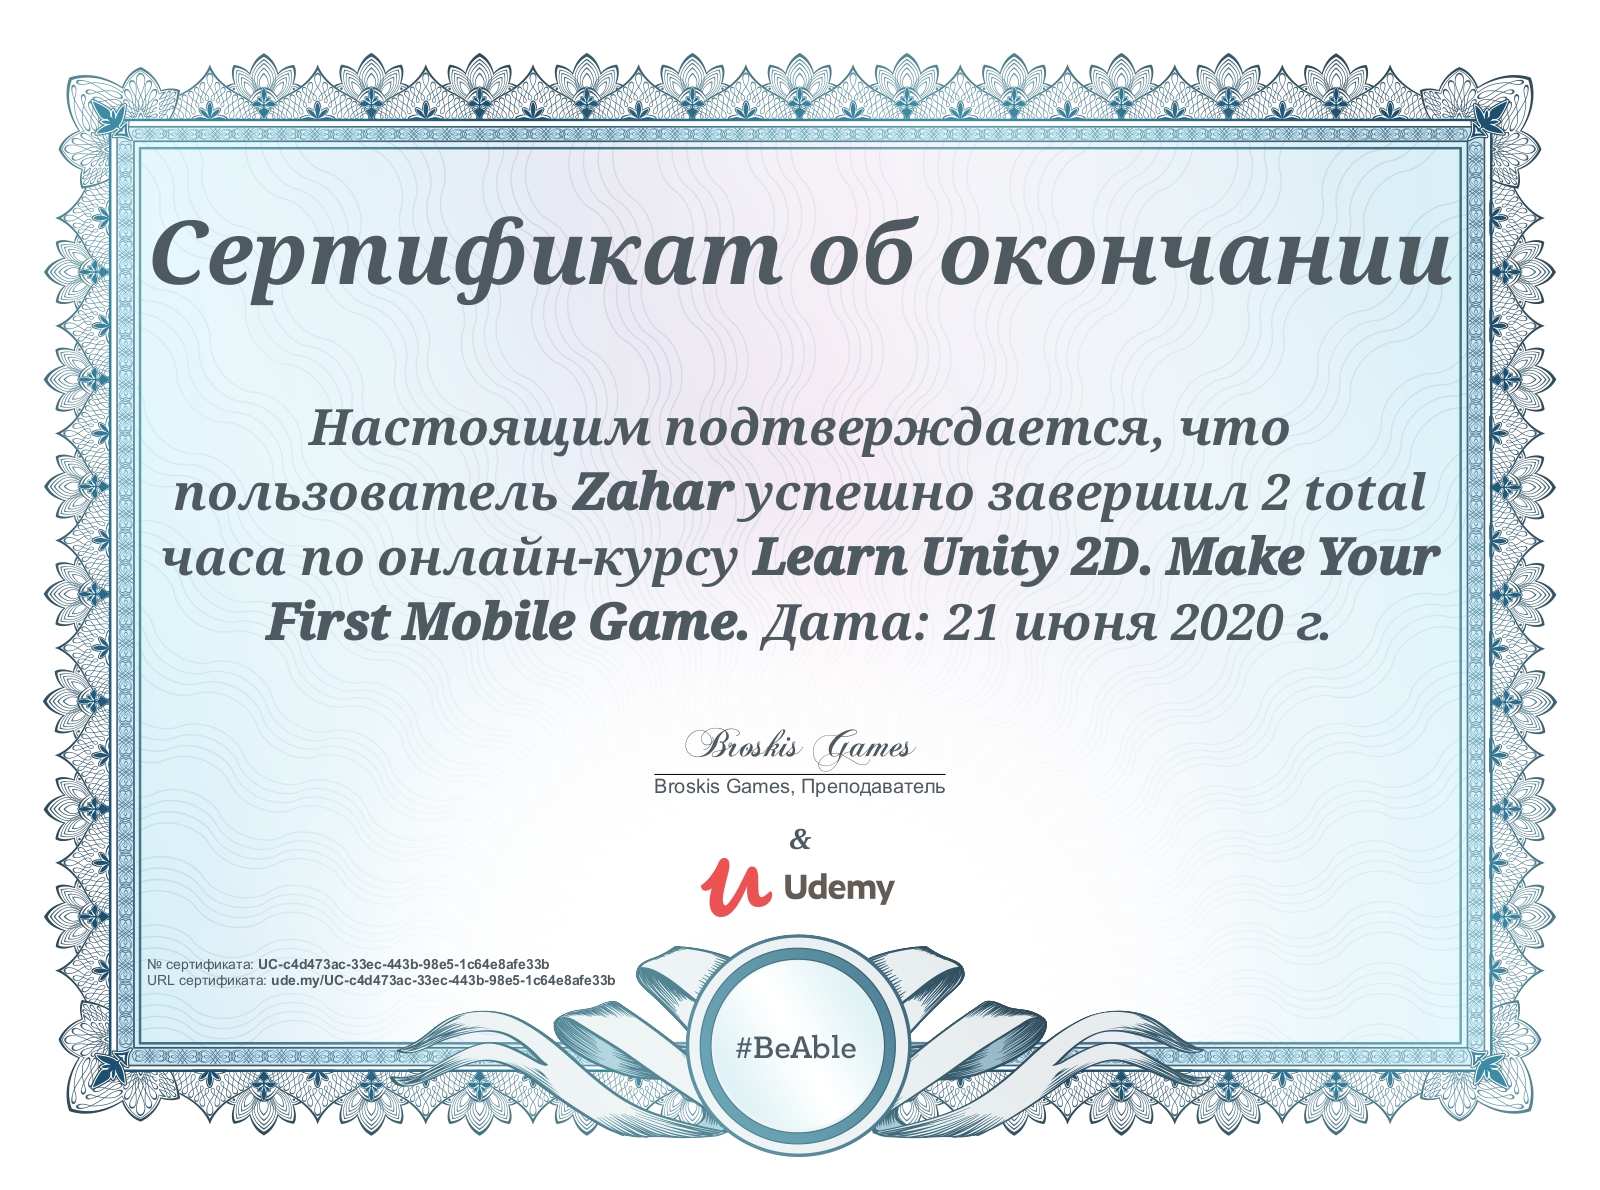 Сертификат об окончании
Настоящим подтверждается, что
пользователь Zahar успешно завершил 2 total
часа по онлайн-курсу Learn Unity 2D. Make Your
First Mobile Game. Дата: 21 июня 2020 г.
Broskis Games
Broskis Games, Преподаватель
&
Udemy
№ сертификата: UC-c4d473ac-33ec-443b-98e5-1c64e8afe33b
URL сертификата: ude.my/UC-c4d473ac-33ec-443b-98e5-1c64e8afe33b
#BeAble